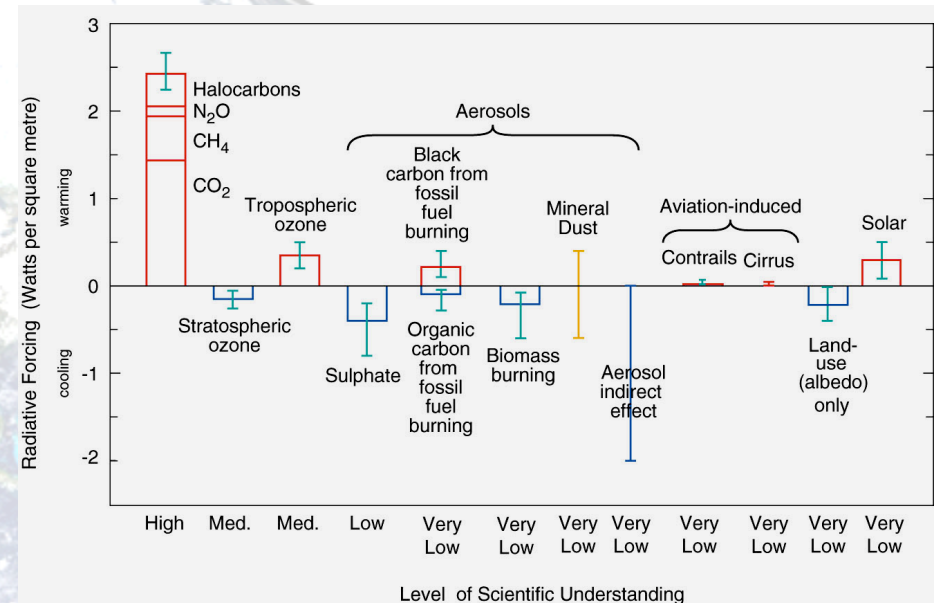 Radiative Forcing (Watts per square metre)
warming
cooling
3
2
1
0
-1
-2
Halocarbons
N₂O
CH₄
CO₂
Stratospheric
ozone
Tropospheric
ozone
Aerosols
Sulphate
Black
carbon from
fossil
fuel
burning
Organic
carbon
from
fossil
fuel
burning
Biomass
burning
Mineral
Dust
Aerosol
indirect
effect
Aviation-induced
Contrails Cirrus
Land-
use
(albedo)
only
Solar
High Med. Med. Low Very Very Very Very Very Very Very Very
Low Low Low Low Low Low Low Low
Level of Scientific Understanding